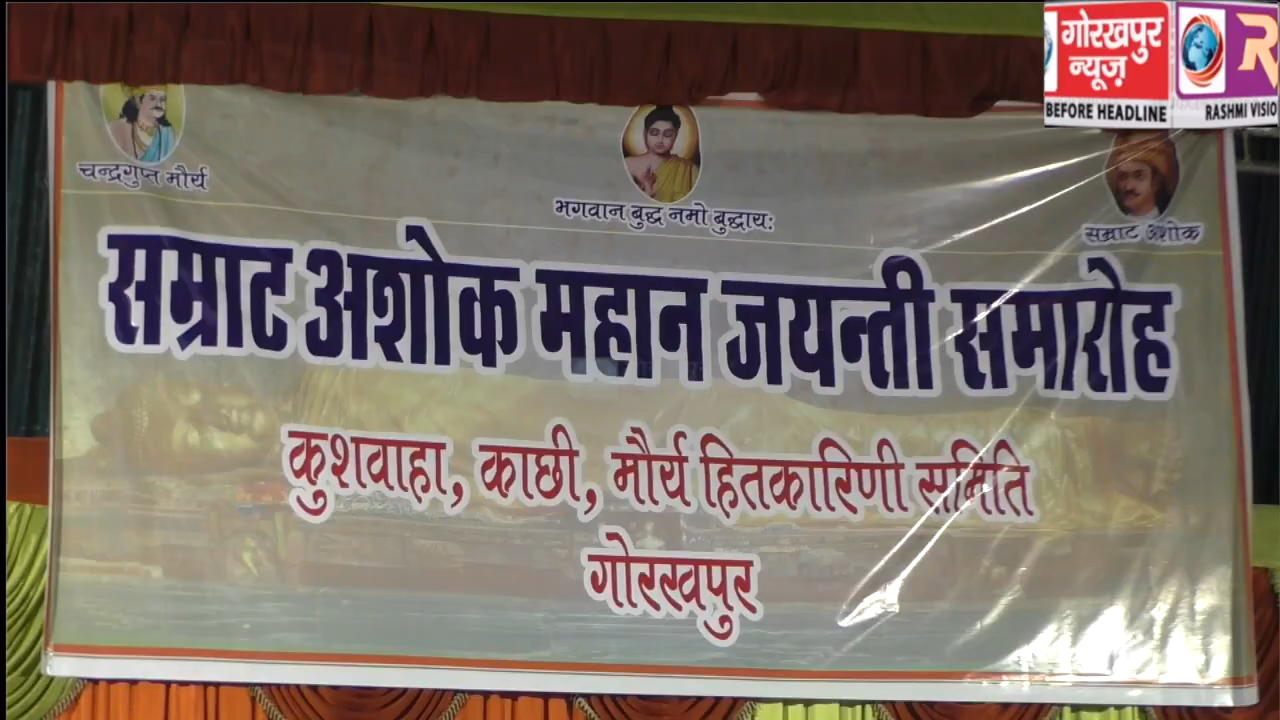 गोरखपुर
न्यूज़
BEFORE HEADLINE
R
RASHMI VISIO
चन्द्रगुप्त मौर्य
भगवान बुद्ध नमो बुद्धाय:
सम्राट अशोक
सम्राट अशोक महान जयन्ती समारोह
कुशवाहा, काछी, मौर्य हितकारिणी समिति
गोरखपुर